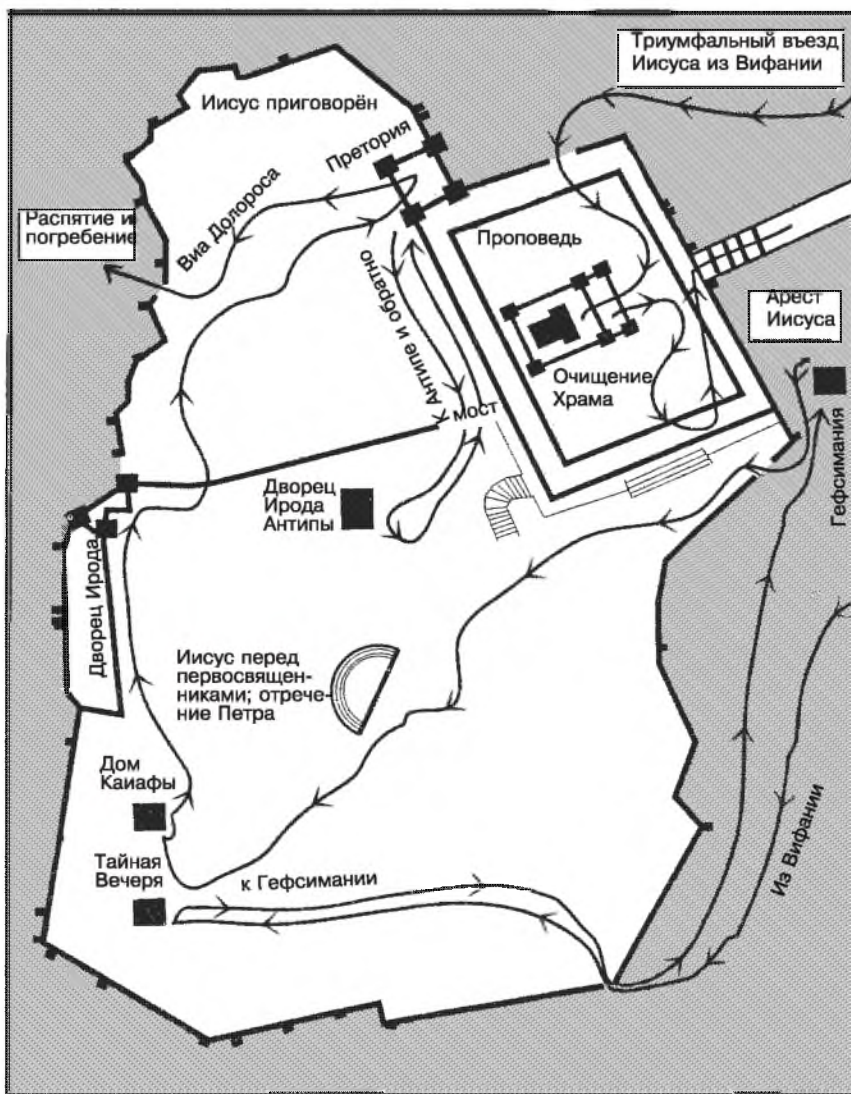 Триумфальный въезд
Иисуса из Вифании
Иисус приговорён
Претория
Распятие и
погребение
Виа Долороса
Проповедь
Антипе и обратно
К мост
Арест
Иисуса
Очищение
Храма
Гефсимания
Дворец
Ирода
Антипы
Дворец Ирода
Иисус перед
первосвящен-
никами; отрече-
ние Петра
Дом
Каиафы
Тайная
Вечеря
к Гефсимании
Из Вифании